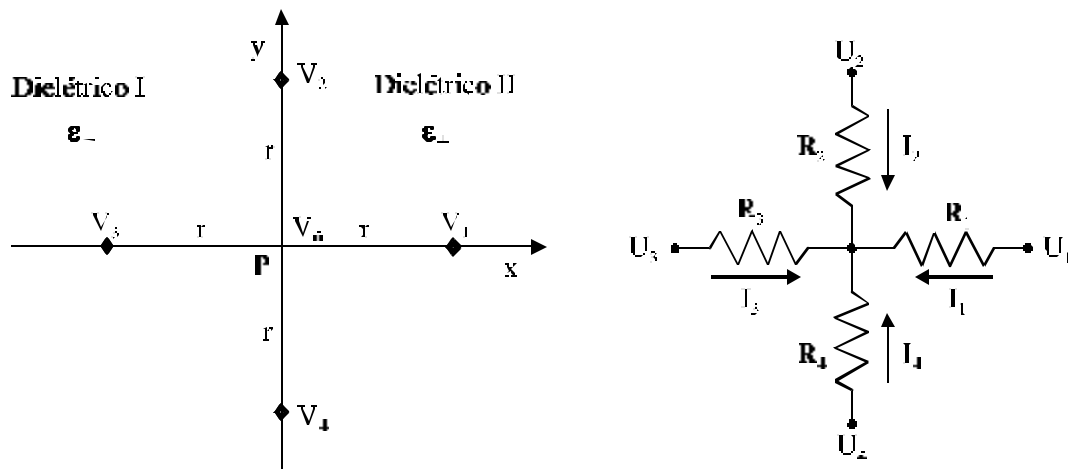 y
V₂
Dielétrico I
Dielétrico II
ε₋
ε₊
r
V₃
r
V₀
r
V₁
P
x
r
V₄
U₂
R₂
I₂
R₃
R₁
U₃
U₁
I₃
I₁
R₄
I₄
U₄